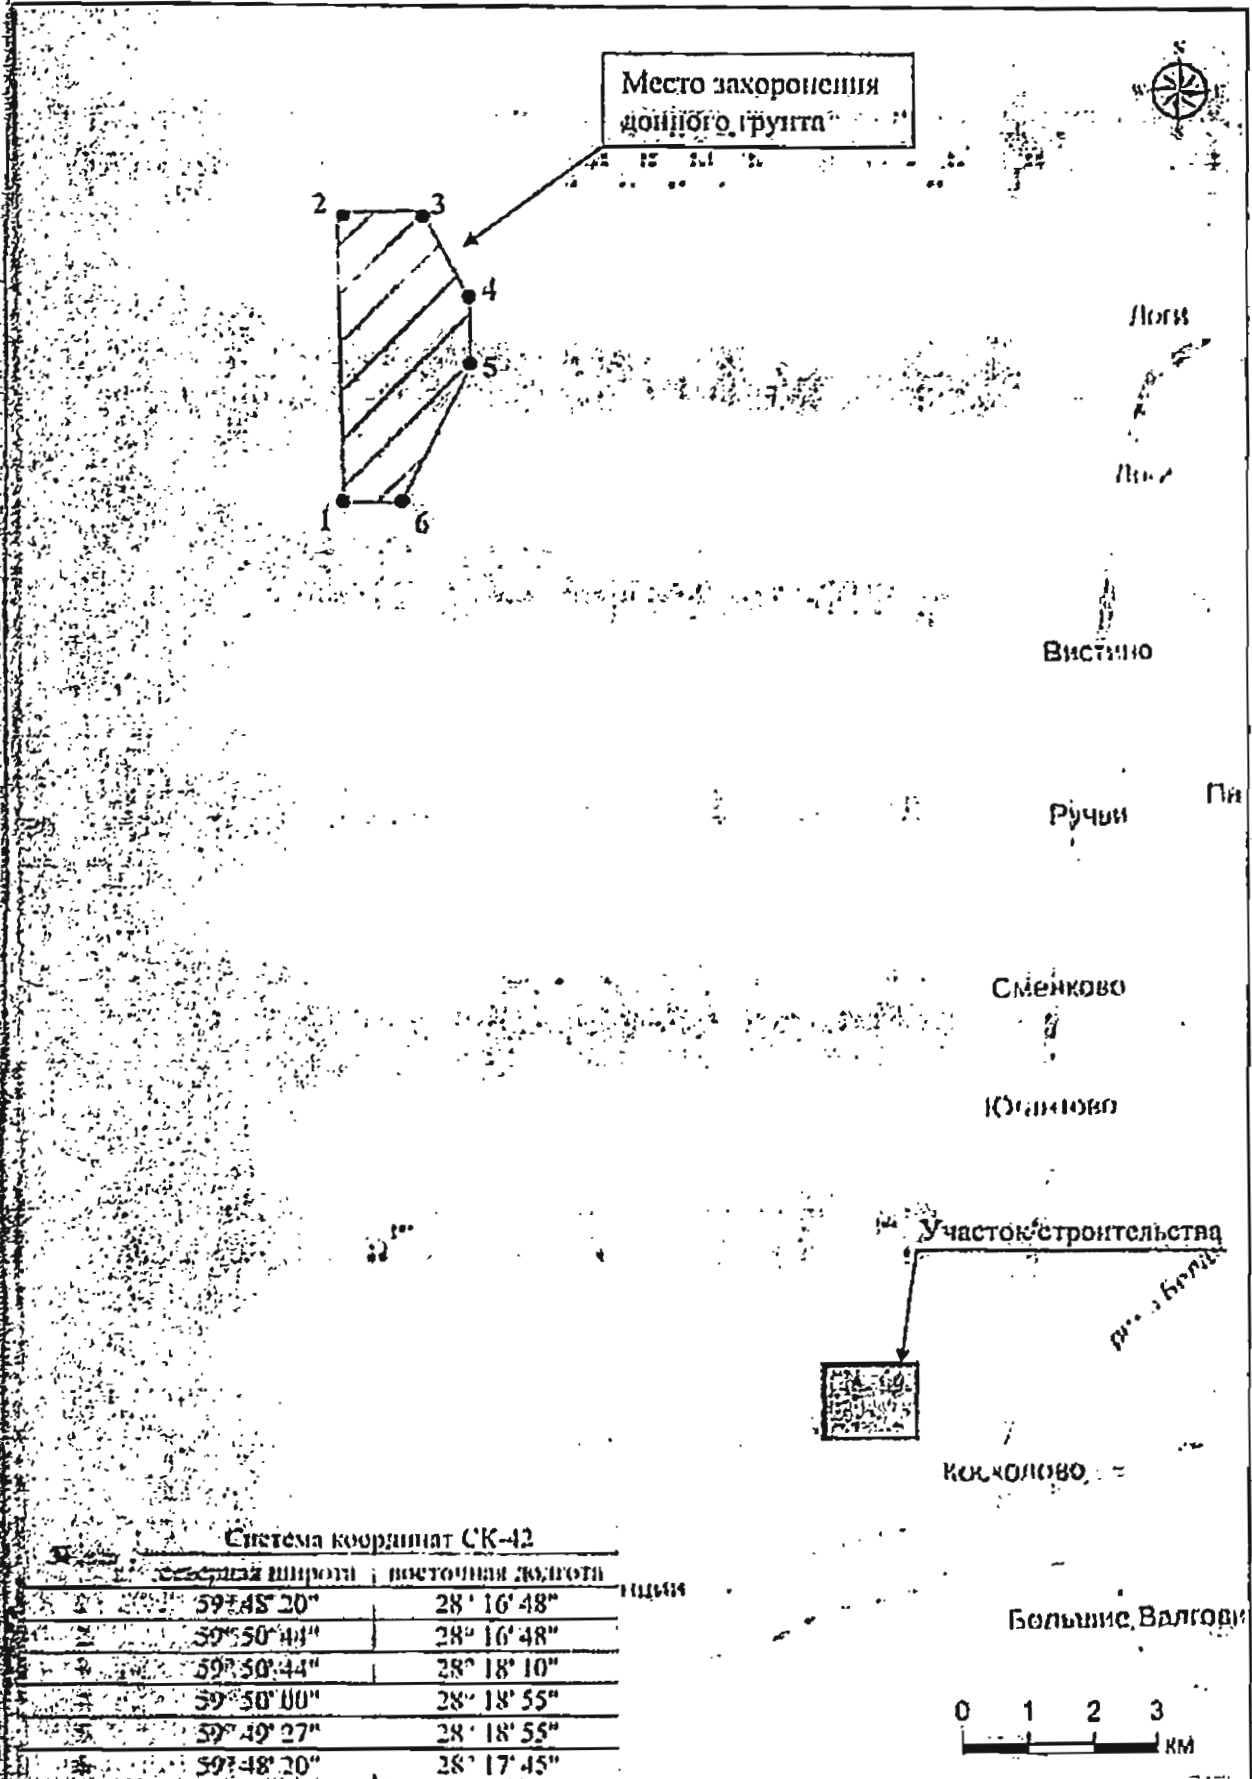 Место захоронения
донного грунта
2
3
4
5
1
6
Логи
Вистино
Ручьи
Сменково
Участок строительства
Косколово
Большие
Система координат СК-42
северная широта восточная долгота
59° 48' 20" 28° 16' 48"
59° 50' 44" 28° 16' 48"
59° 50' 44" 28° 18' 10"
59° 50' 00" 28° 18' 55"
59° 49' 27" 28° 18' 55"
59° 48' 20" 28° 17' 45"
0 1 2 3
км